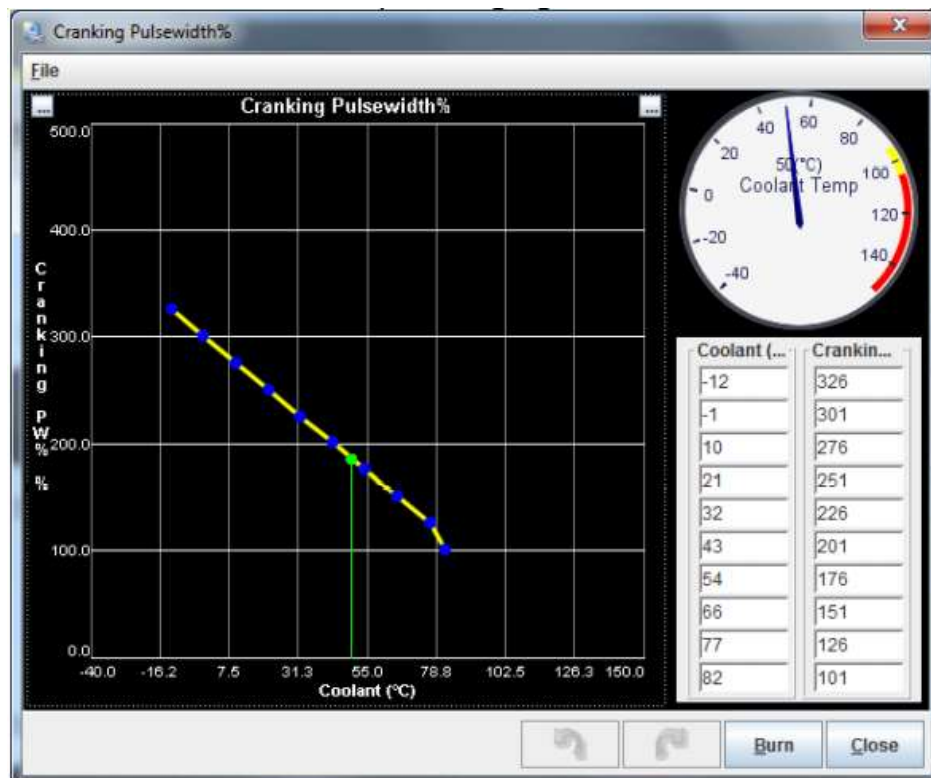 Cranking Pulsewidth%
File
... Cranking Pulsewidth% ...
500.0
400.0
300.0
200.0
100.0
0.0
Cranking PW% %
-40.0 -16.2 7.5 31.3 55.0 78.8 102.5 126.3 150.0
Coolant (°C)
-40
-20
0
20
40
60
80
100
120
140
50(°C)
Coolant Temp
Coolant (... Crankin...
-12 326
-1 301
10 276
21 251
32 226
43 201
54 176
66 151
77 126
82 101
Burn Close